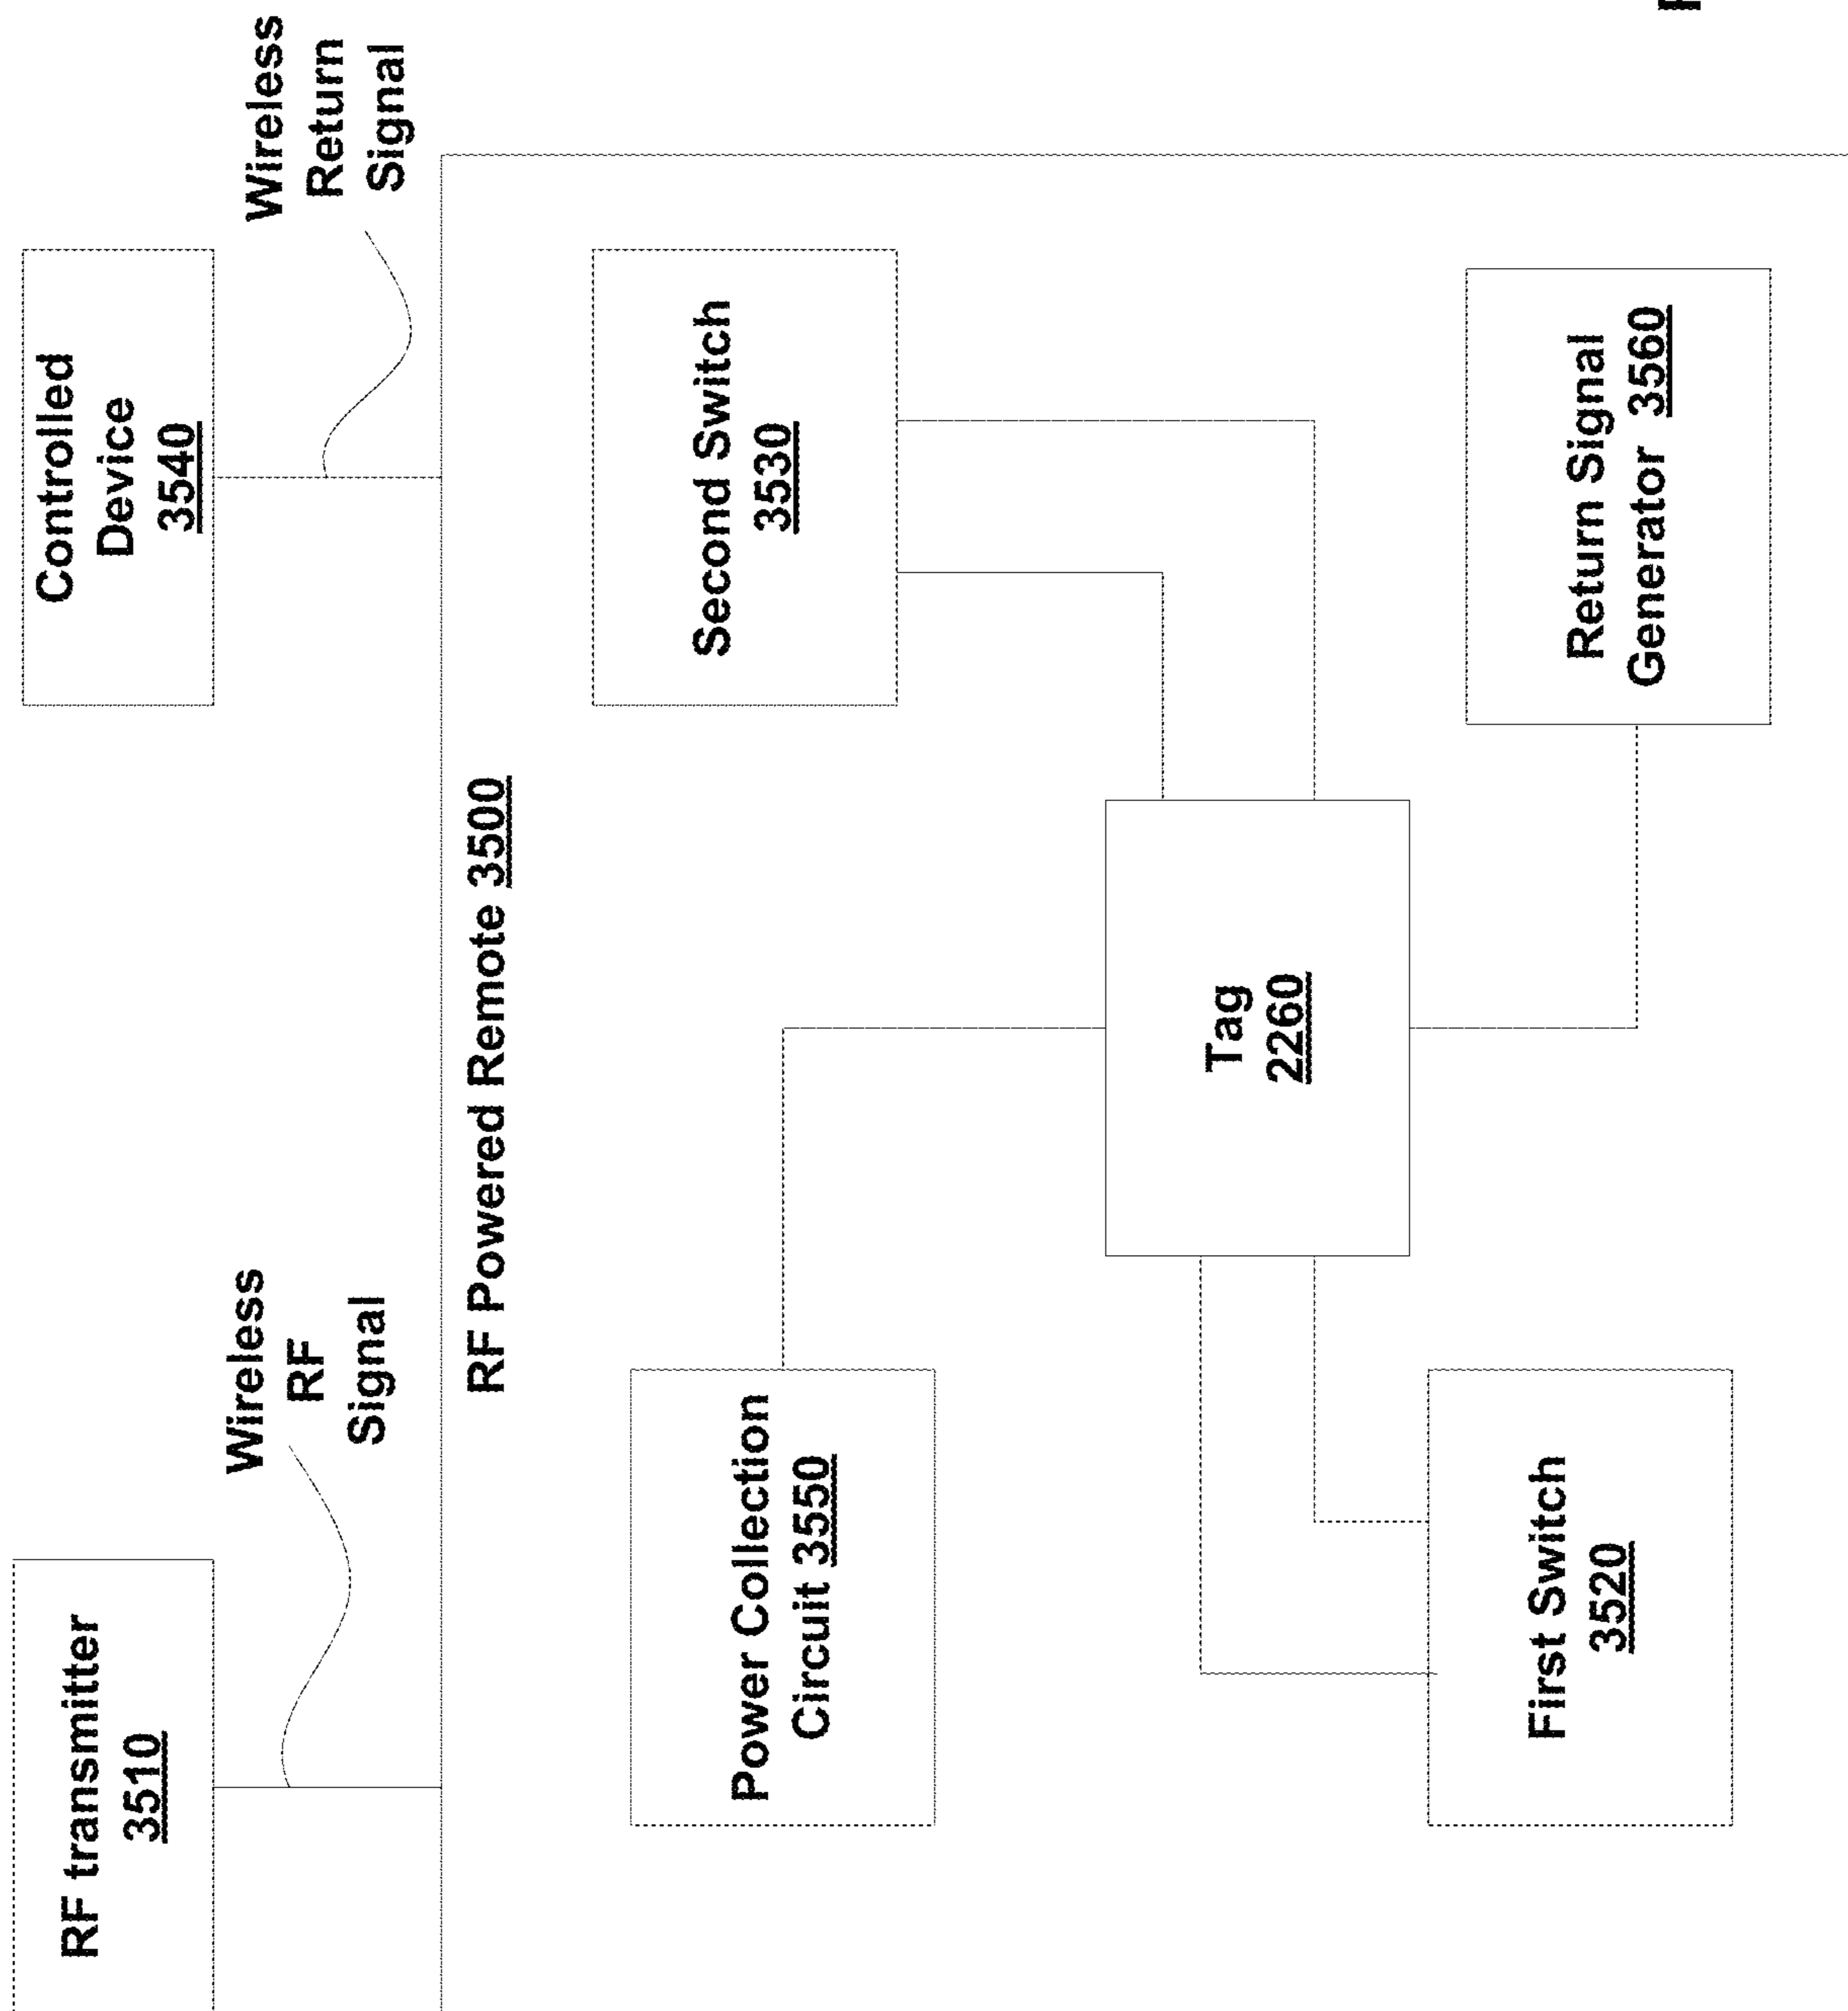 RF transmitter
3510
Wireless
RF
Signal
Controlled
Device
3540
Wireless
Return
Signal
RF Powered Remote 3500
Power Collection
Circuit 3550
Second Switch
3530
Tag
2260
First Switch
3520
Return Signal
Generator 3560